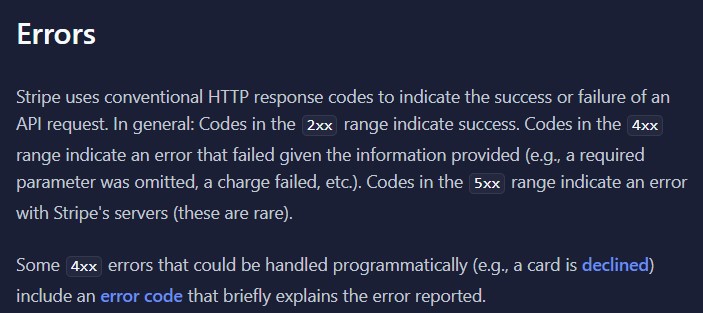 Errors
Stripe uses conventional HTTP response codes to indicate the success or failure of an
API request. In general: Codes in the 2xx range indicate success. Codes in the 4xx
range indicate an error that failed given the information provided (e.g., a required
parameter was omitted, a charge failed, etc.). Codes in the 5xx range indicate an error
with Stripe's servers (these are rare).
Some 4xx errors that could be handled programmatically (e.g., a card is declined)
include an error code that briefly explains the error reported.